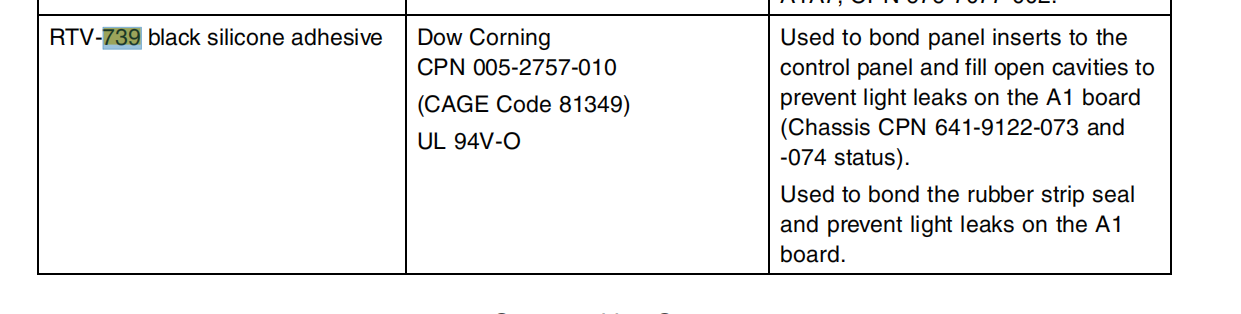 RTV-739 black silicone adhesive
Dow Corning
CPN 005-2757-010
(CAGE Code 81349)
UL 94V-O
Used to bond panel inserts to the
control panel and fill open cavities to
prevent light leaks on the A1 board
(Chassis CPN 641-9122-073 and
-074 status).
Used to bond the rubber strip seal
and prevent light leaks on the A1
board.